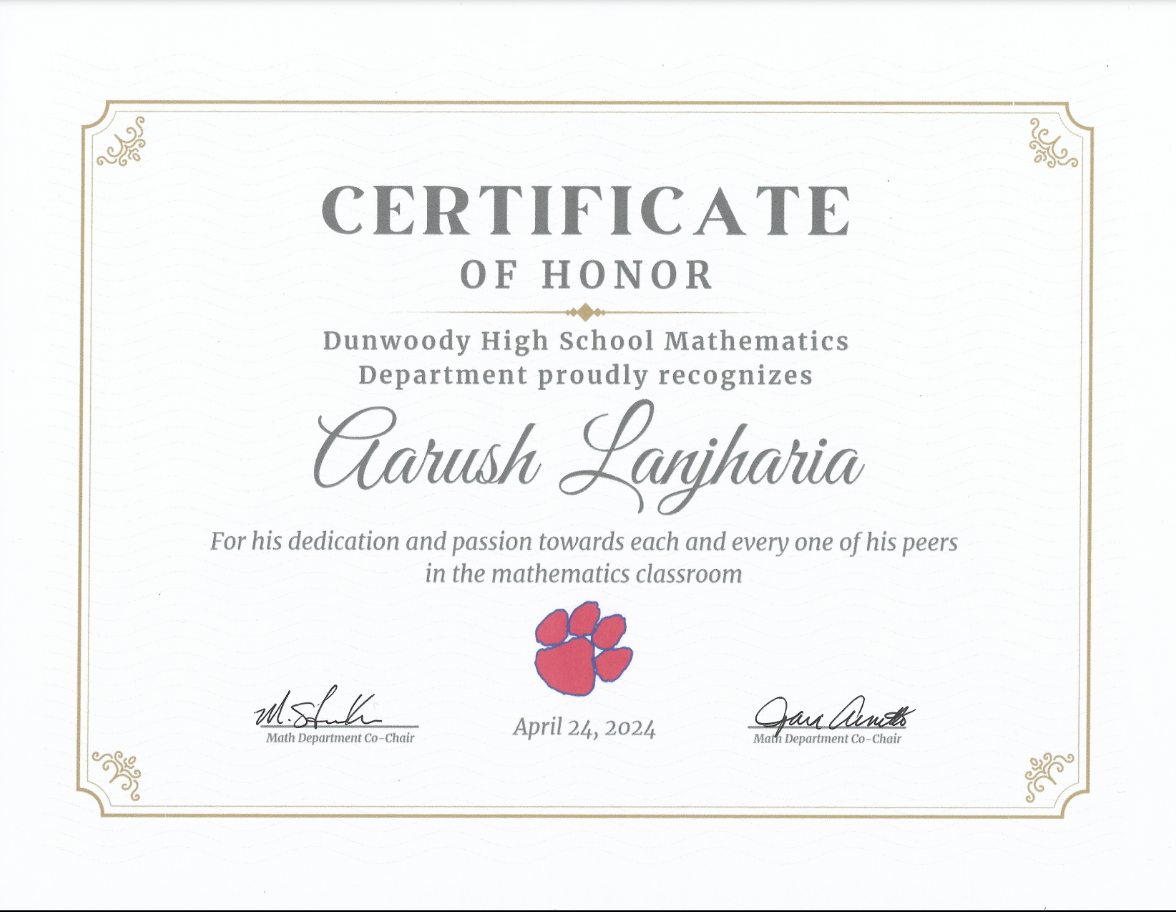 CERTIFICATE
OF HONOR
Dunwoody High School Mathematics
Department proudly recognizes
Aarush Lanjharia
For his dedication and passion towards each and every one of his peers
in the mathematics classroom
April 24, 2024
Math Department Co-Chair
Math Department Co-Chair